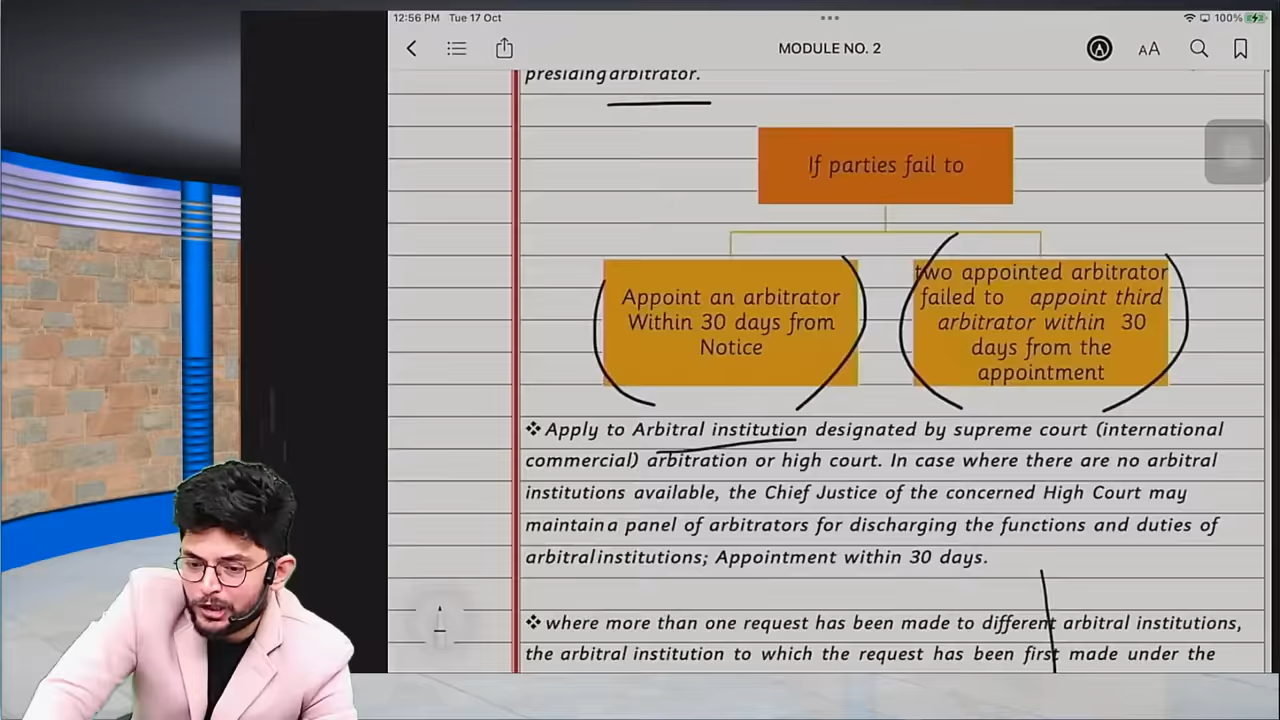 12:56 PM Tue 17 Oct
100%
MODULE NO. 2
AA
presiding arbitrator.
If parties fail to
Appoint an arbitrator
Within 30 days from
Notice
two appointed arbitrator
failed to appoint third
arbitrator within 30
days from the
appointment
❖Apply to Arbitral institution designated by supreme court (international
commercial) arbitration or high court. In case where there are no arbitral
institutions available, the Chief Justice of the concerned High Court may
maintain a panel of arbitrators for discharging the functions and duties of
arbitral institutions; Appointment within 30 days.
❖where more than one request has been made to different arbitral institutions,
the arbitral institution to which the request has been first made under the